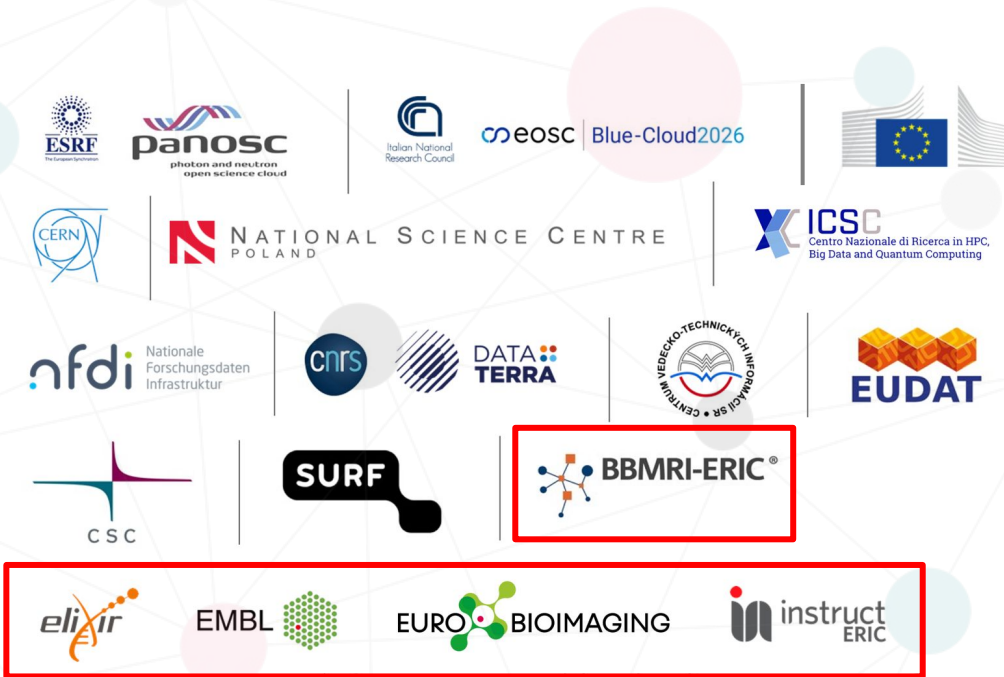 ESRF
The European Synchrotron
panosc
photon and neutron
open science cloud
Italian National
Research Council
eosc
Blue-Cloud2026
CERN
NATIONAL SCIENCE CENTRE
POLAND
ICSC
Centro Nazionale di Ricerca in HPC,
Big Data and Quantum Computing
nfdi
Nationale
Forschungsdaten
Infrastruktur
cnrs
DATA
TERRA
CENTRUM VEDECKO-TECHNICKÝCH INFORMÁCIÍ SR
EUDAT
CSC
SURF
BBMRI-ERIC®
elixir
EMBL
EURO BIOIMAGING
instruct
ERIC